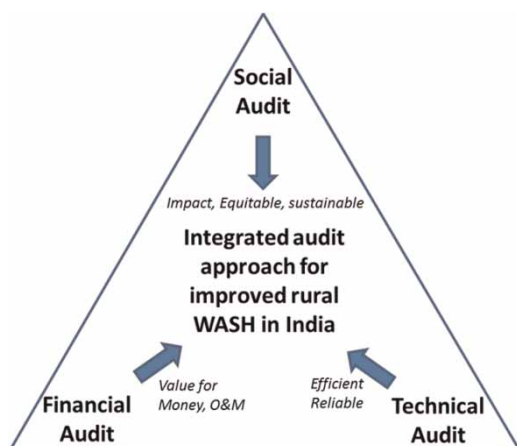 Social
Audit
Impact, Equitable, sustainable
Integrated audit
approach for
improved rural
WASH in India
Value for
Money, O&M
Efficient
Reliable
Financial
Audit
Technical
Audit